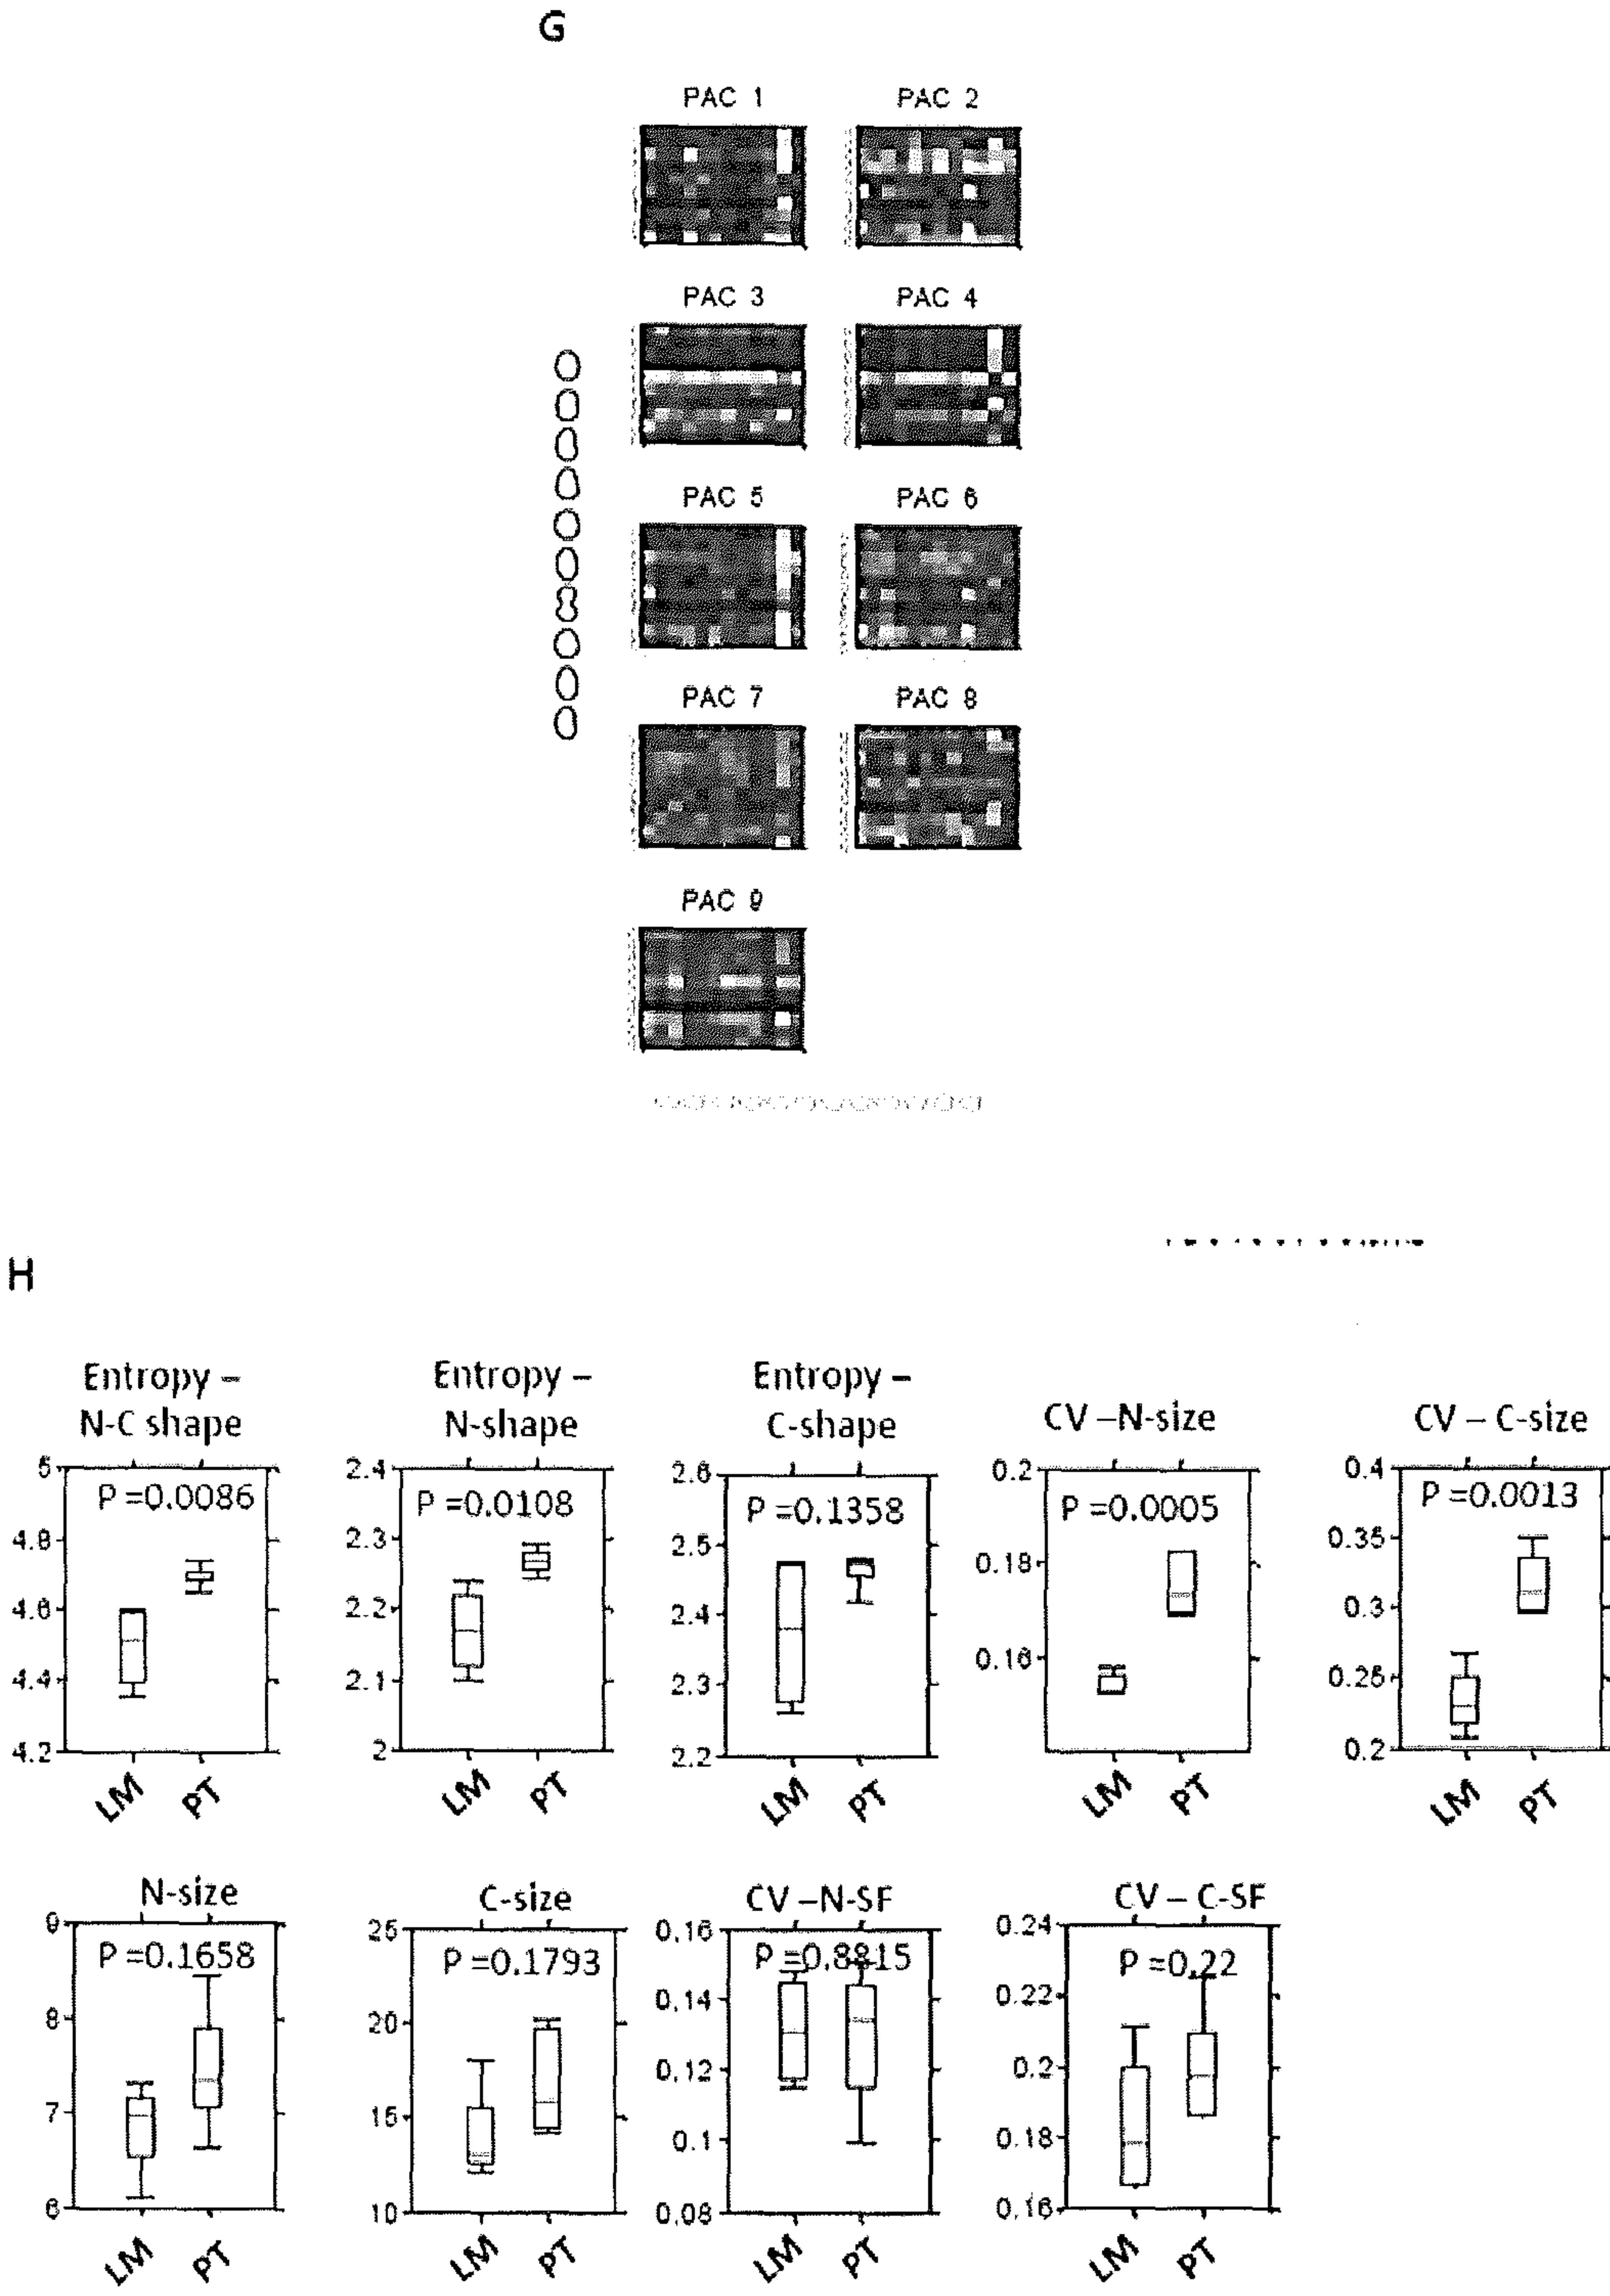 G
PAC 1 PAC 2
PAC 3 PAC 4
PAC 5 PAC 6
PAC 7 PAC 8
PAC 9
H
Entropy –
N-C shape
5
4.8
4.6
4.4
4.2
P =0.0086
LM PT
Entropy –
N-shape
2.4
2.3
2.2
2.1
2
P =0.0108
LM PT
Entropy –
C-shape
2.6
2.5
2.4
2.3
2.2
P =0.1358
LM PT
CV –N-size
0.2
0.18
0.16
P =0.0005
LM PT
CV – C-size
0.4
0.35
0.3
0.25
0.2
P =0.0013
LM PT
N-size
9
8
7
6
P =0.1658
LM PT
C-size
25
20
15
10
P =0.1793
LM PT
CV –N-SF
0.16
0.14
0.12
0.1
0.08
P =0.8815
LM PT
CV – C-SF
0.24
0.22
0.2
0.18
0.16
P =0.22
LM PT